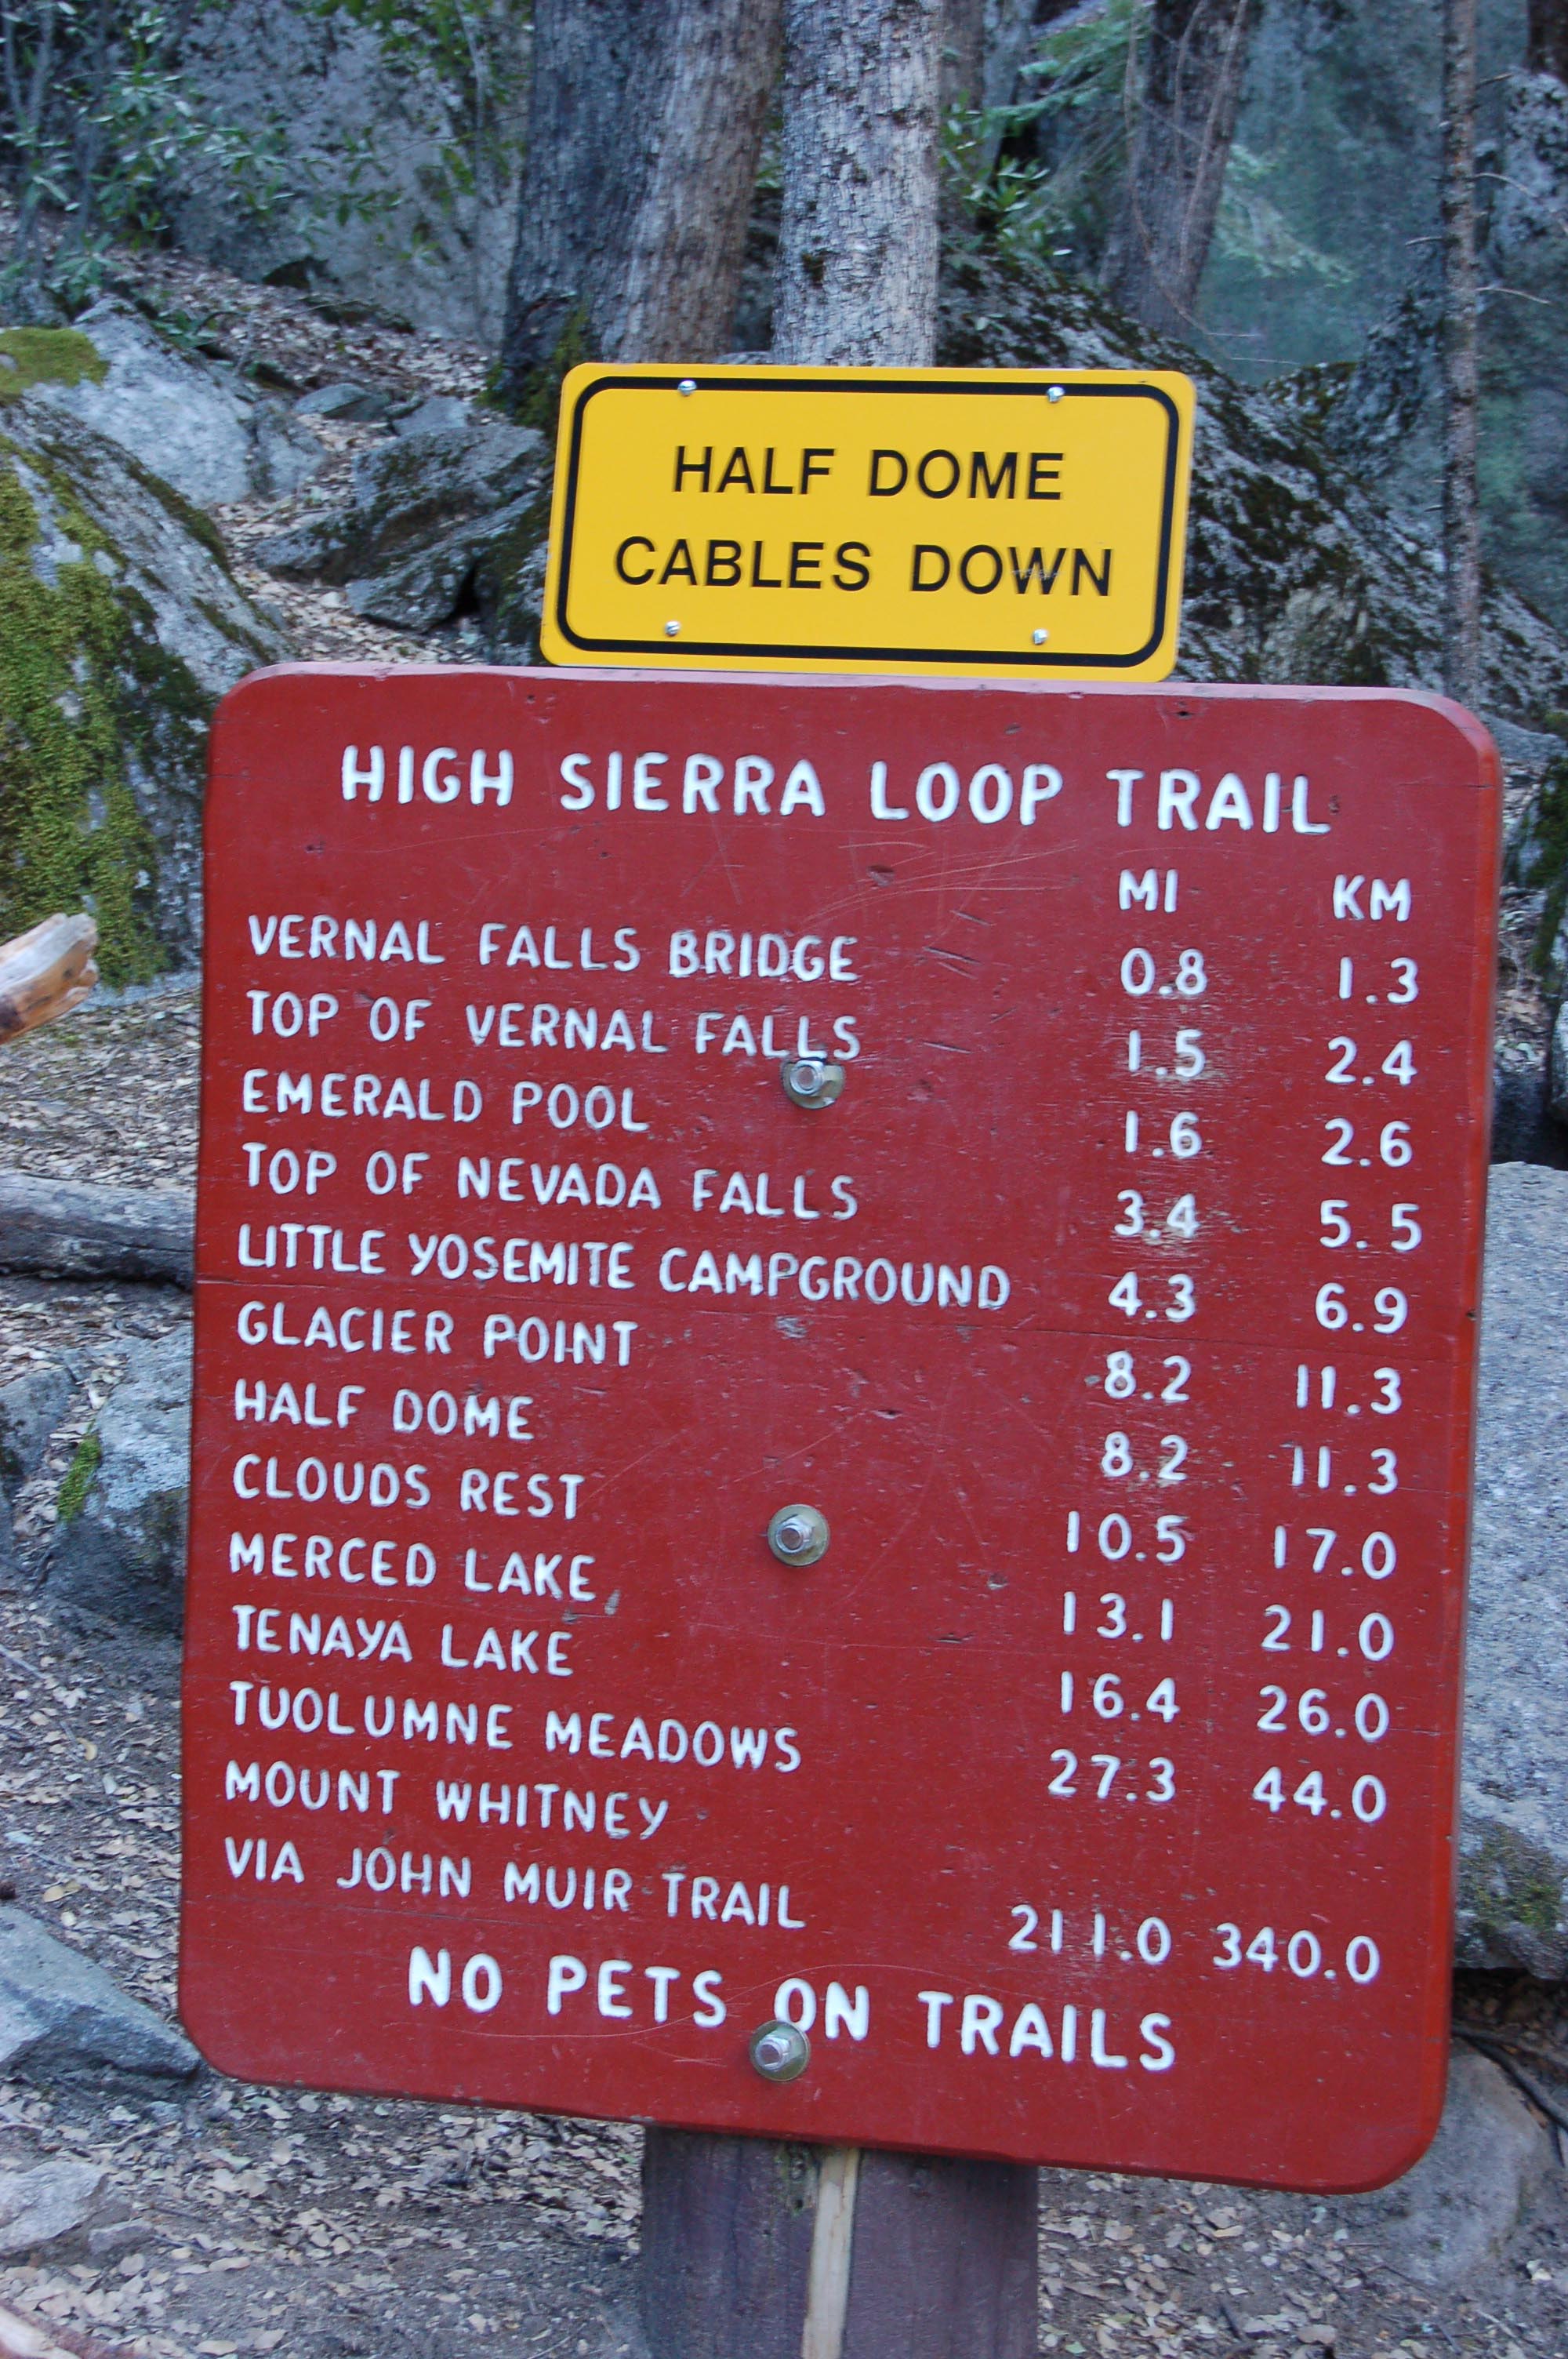 HALF DOME
CABLES DOWN
HIGH SIERRA LOOP TRAIL
MI KM
VERNAL FALLS BRIDGE 0.8 1.3
TOP OF VERNAL FALLS 1.5 2.4
EMERALD POOL 1.6 2.6
TOP OF NEVADA FALLS 3.4 5.5
LITTLE YOSEMITE CAMPGROUND 4.3 6.9
GLACIER POINT 8.2 11.3
HALF DOME 8.2 11.3
CLOUDS REST 10.5 17.0
MERCED LAKE 13.1 21.0
TENAYA LAKE 16.4 26.0
TUOLUMNE MEADOWS 27.3 44.0
MOUNT WHITNEY
VIA JOHN MUIR TRAIL 211.0 340.0
NO PETS ON TRAILS